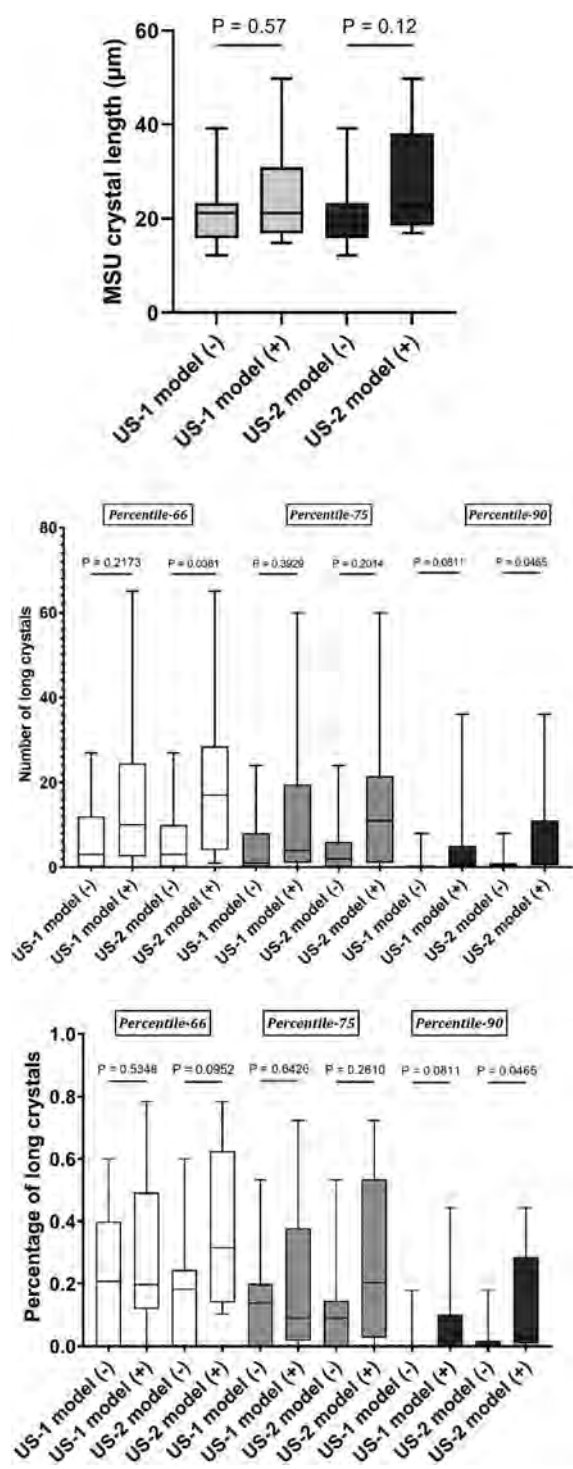 P = 0.57 P = 0.12
MSU crystal length (µm)
60
40
20
0
US-1 model (-)
US-1 model (+)
US-2 model (-)
US-2 model (+)
Percentile-66 Percentile-75 Percentile-90
P = 0.2173 P = 0.0381 P = 0.3929 P = 0.2014 P = 0.0811 P = 0.0465
Number of long crystals
80
60
40
20
0
US-1 model (-)
US-1 model (+)
US-2 model (-)
US-2 model (+)
US-1 model (-)
US-1 model (+)
US-2 model (-)
US-2 model (+)
US-1 model (-)
US-1 model (+)
US-2 model (-)
US-2 model (+)
Percentile-66 Percentile-75 Percentile-90
P = 0.5348 P = 0.0952 P = 0.6426 P = 0.2610 P = 0.0811 P = 0.0465
Percentage of long crystals
1.0
0.8
0.6
0.4
0.2
0.0
US-1 model (-)
US-1 model (+)
US-2 model (-)
US-2 model (+)
US-1 model (-)
US-1 model (+)
US-2 model (-)
US-2 model (+)
US-1 model (-)
US-1 model (+)
US-2 model (-)
US-2 model (+)